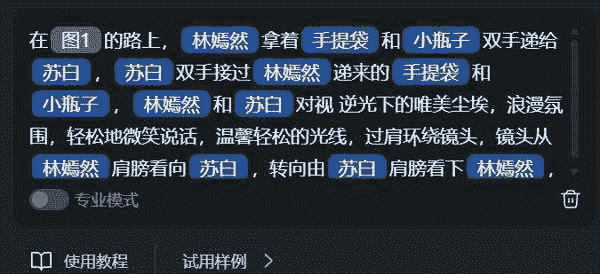 在 图1 的路上， 林嫣然 拿着 手提袋 和 小瓶子 双手递给
苏白 ， 苏白 双手接过 林嫣然 递来的 手提袋 和
小瓶子 ， 林嫣然 和 苏白 对视 逆光下的唯美尘埃，浪漫氛
围，轻松地微笑说话，温馨轻松的光线，过肩环绕镜头，镜头从
林嫣然 肩膀看向 苏白 ，转向由 苏白 肩膀看下 林嫣然 ，
专业模式
使用教程 试用样例